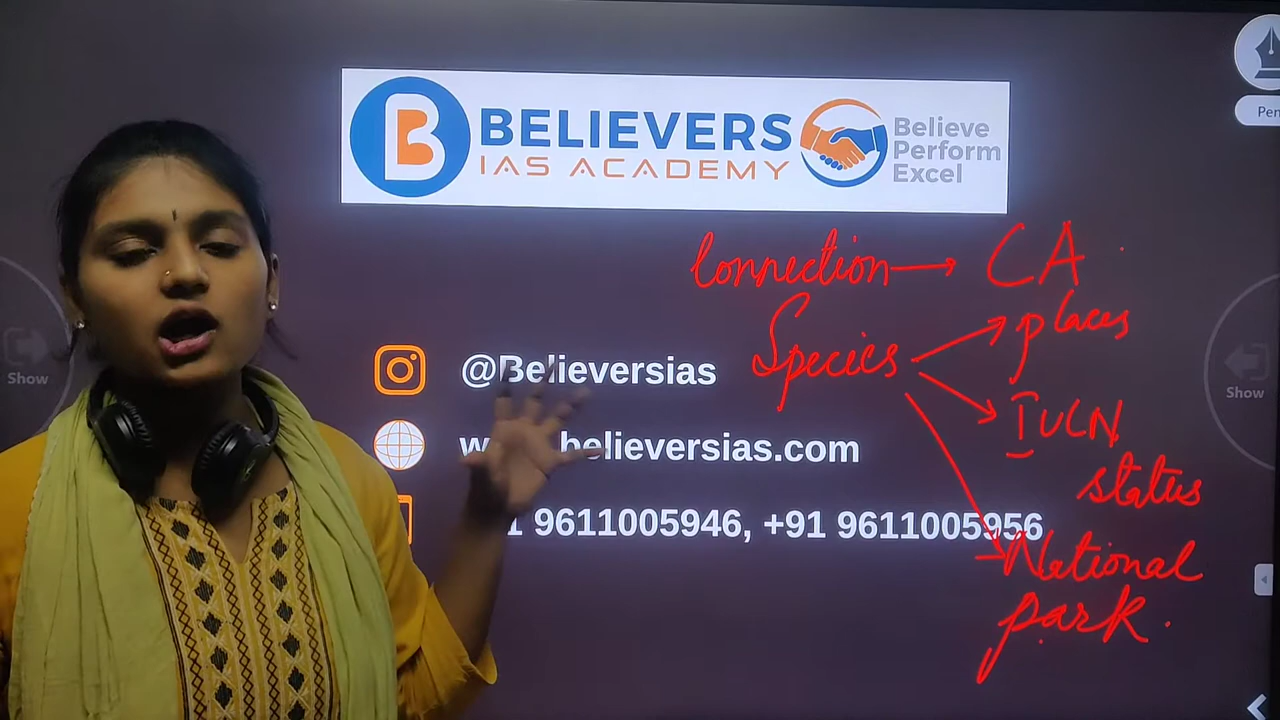 BELIEVERS
IAS ACADEMY
Believe
Perform
Excel
Pen
Connection → CA
places
Species
@Believersias
IUCN
status
believersias.com
9611005946, +91 9611005956
National
park.
Show
Show